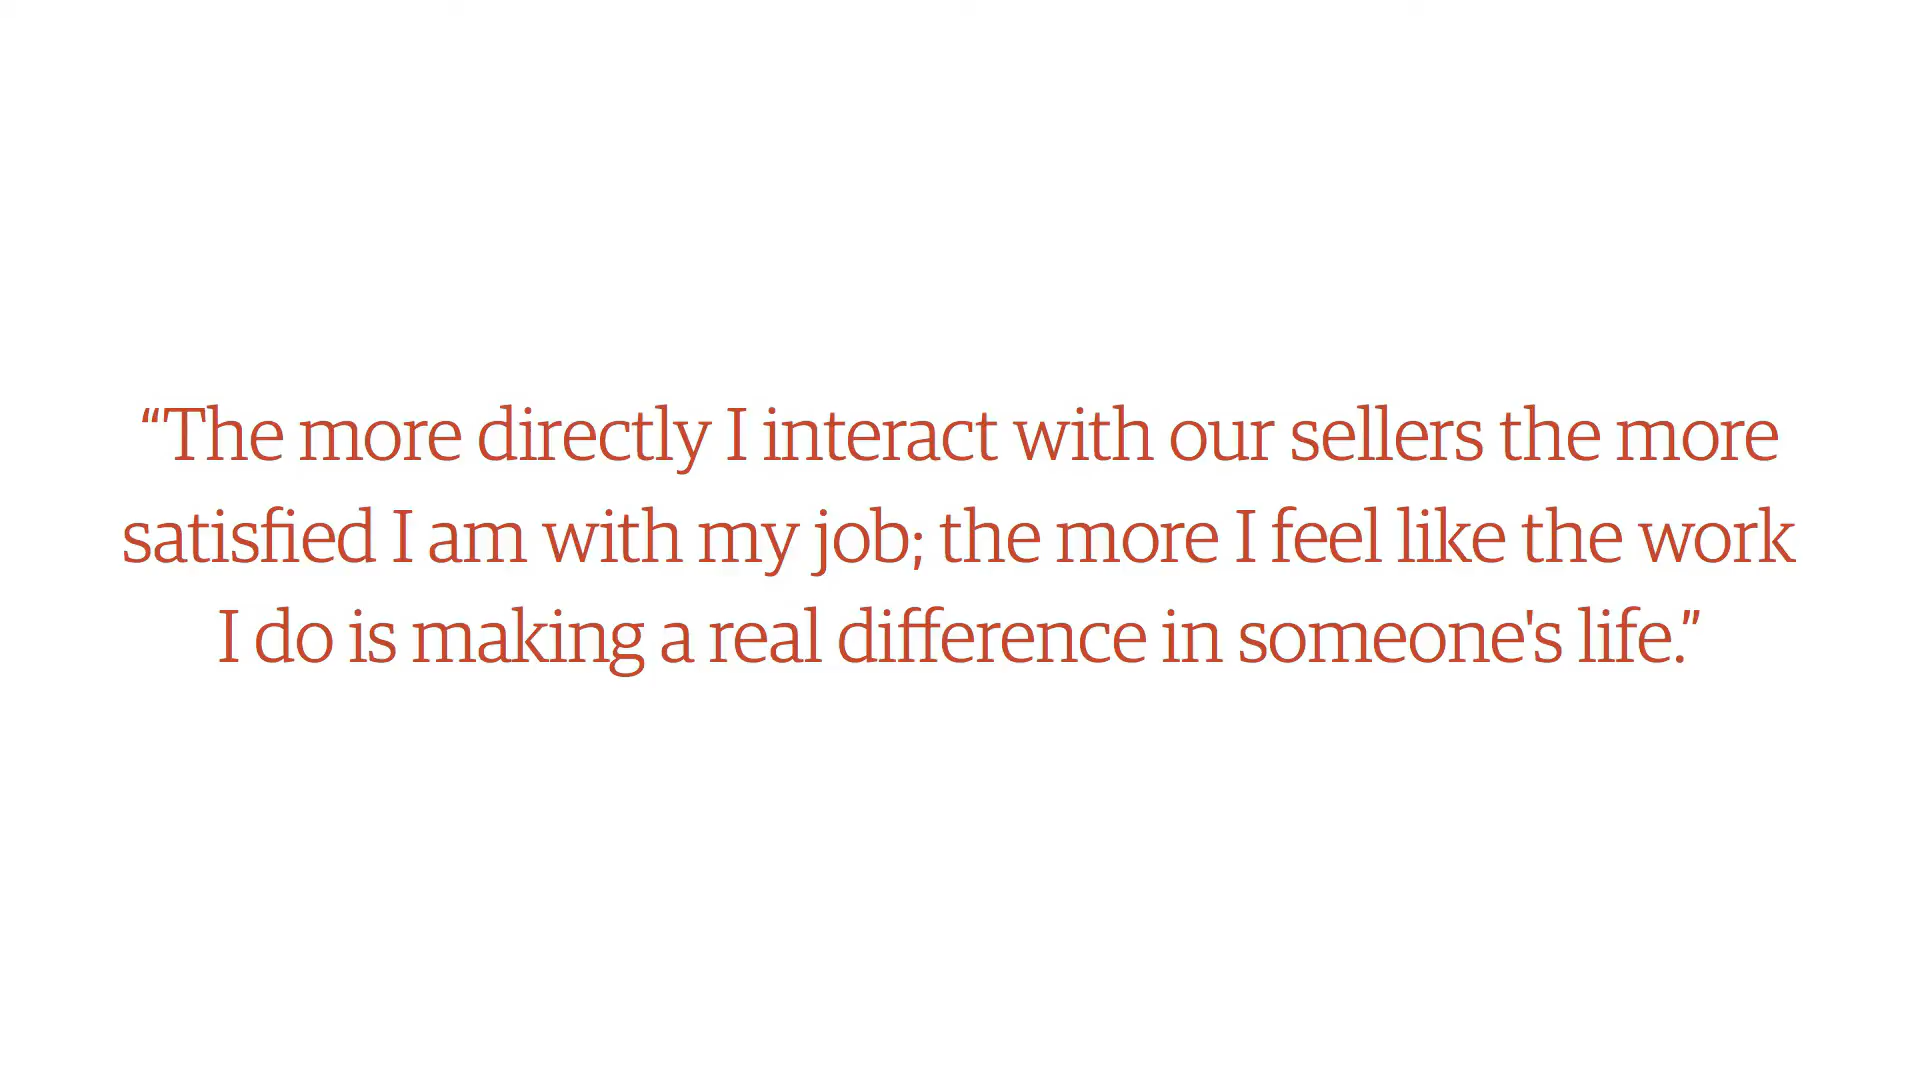 “The more directly I interact with our sellers the more
satisfied I am with my job; the more I feel like the work
I do is making a real difference in someone's life.”